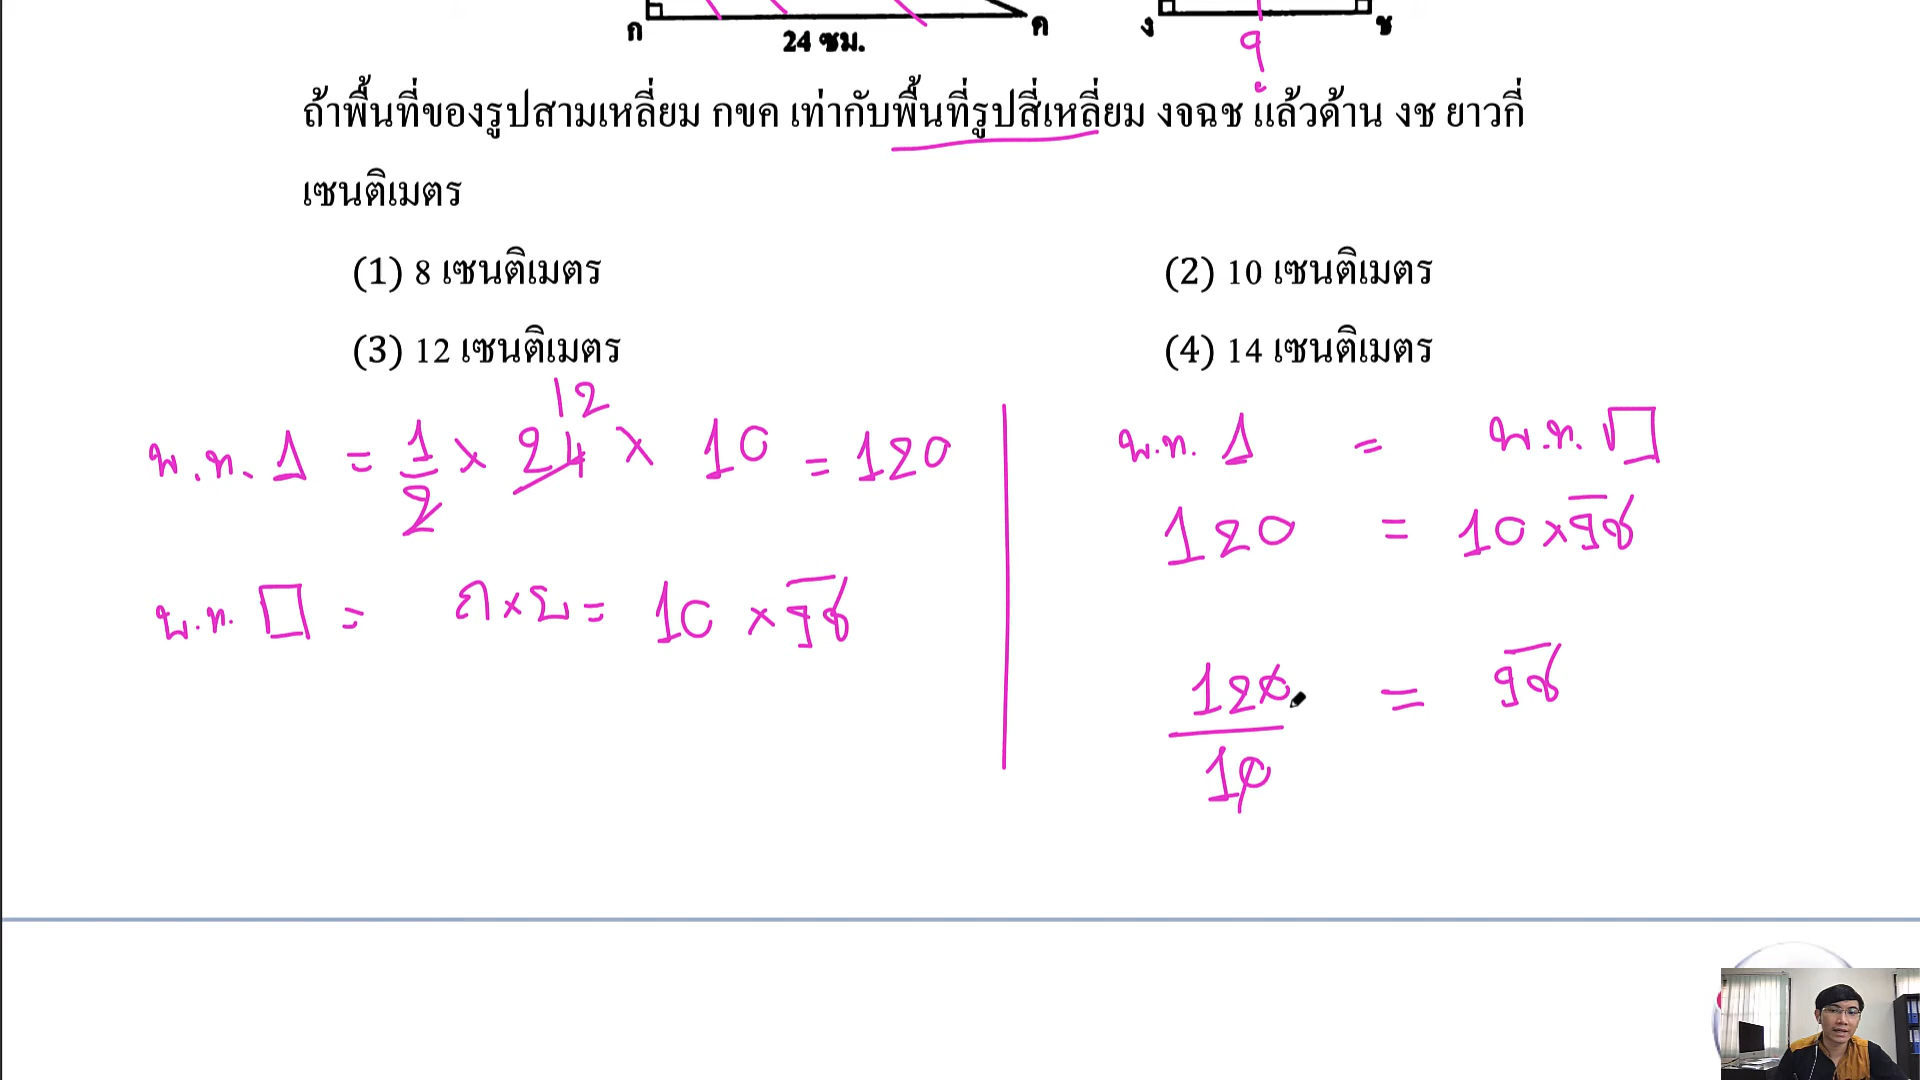 ก 24 ซม. ค ง ช
?
ถ้าพื้นที่ของรูปสามเหลี่ยม กขค เท่ากับพื้นที่รูปสี่เหลี่ยม งจฉช แล้วด้าน งช ยาวกี่
เซนติเมตร
(1) 8 เซนติเมตร
(2) 10 เซนติเมตร
(3) 12 เซนติเมตร
(4) 14 เซนติเมตร
12
พ.ท. Δ = 1/2 × 24 × 10 = 120
พ.ท. □ = ก×ย = 10 × งช
พ.ท. Δ = พ.ท. □
120 = 10 × งช
120/10 = งช